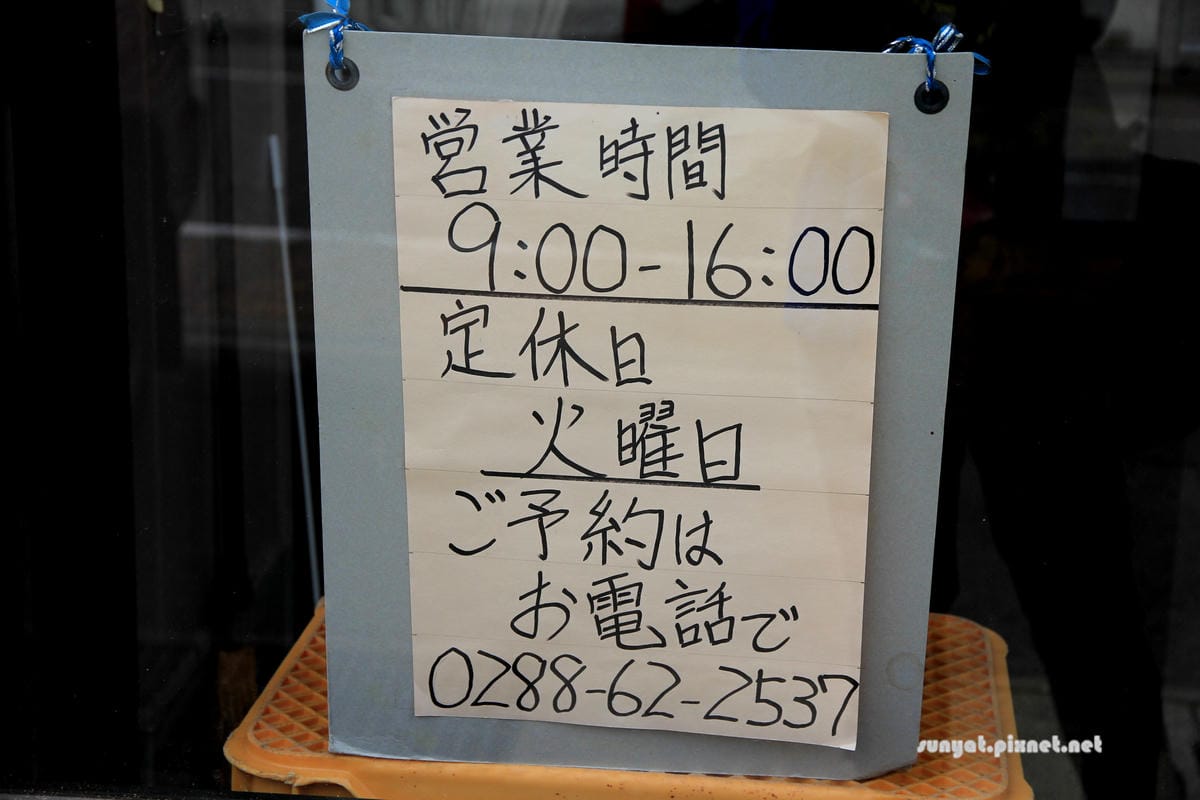 営業時間
9:00-16:00
定休日
火曜日
ご予約は
お電話で
0288-62-2537
sunyat.pixnet.net